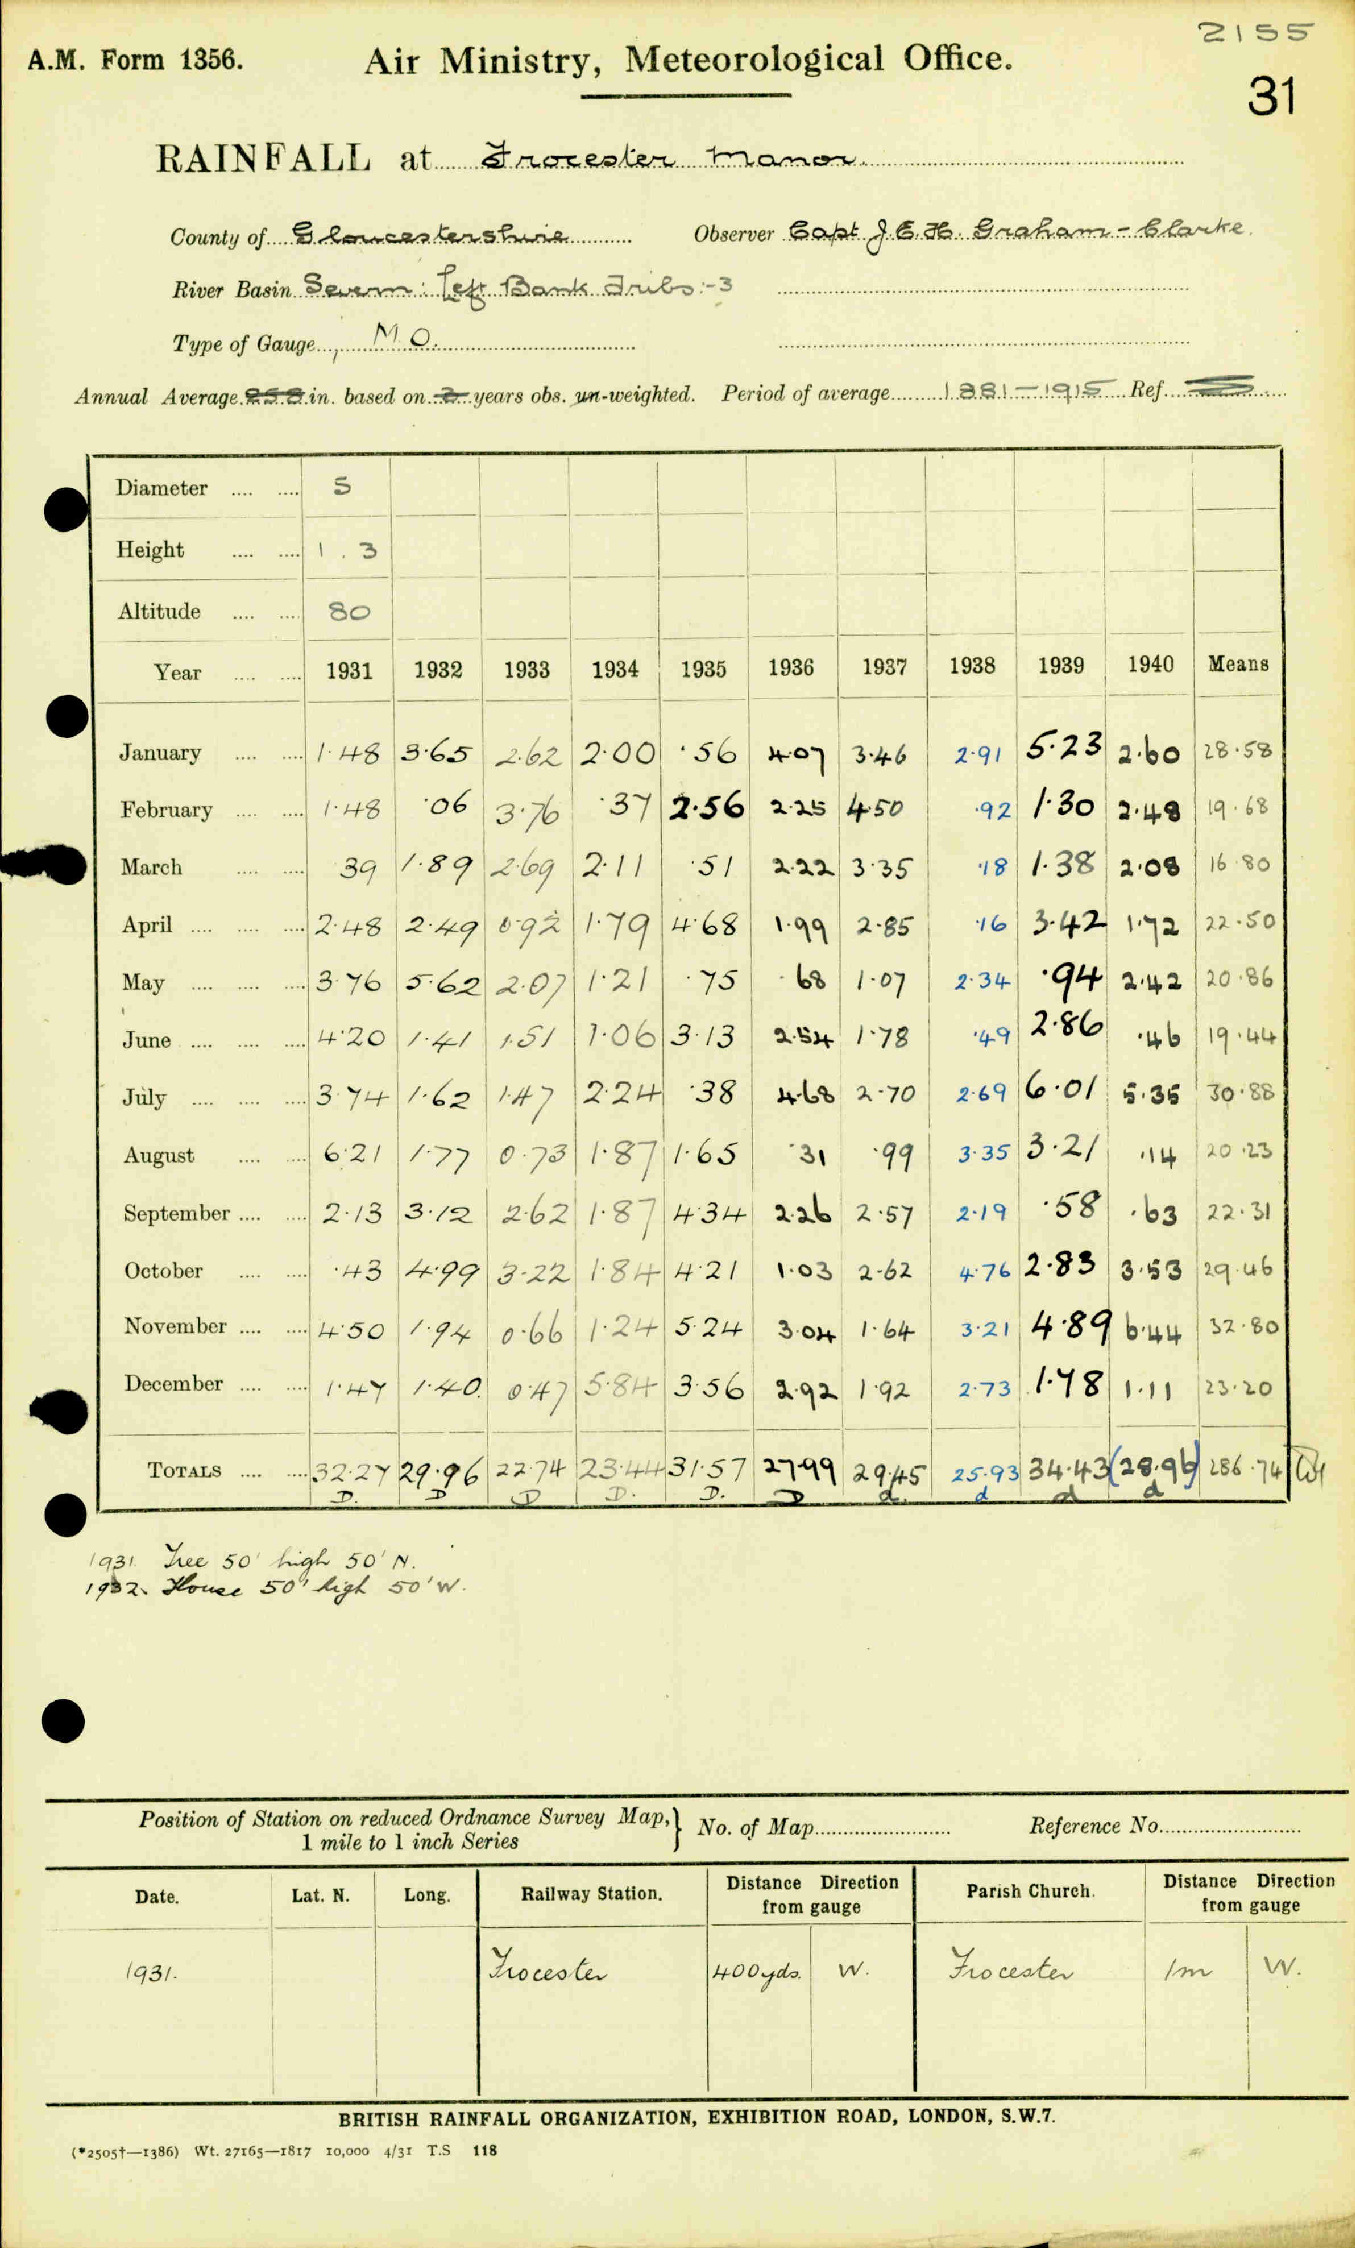 2155
A.M. Form 1356. Air Ministry, Meteorological Office.
31
RAINFALL at Frocester Manor.
County of Gloucestershire Observer Capt J.E.H. Graham-Clarke.
River Basin Severn: Left Bank Tribs:-3
Type of Gauge M.O.
Annual Average in. based on years obs. un-weighted. Period of average 1881-1915 Ref.
Diameter .... .... 5
Height .... .... 1 . 3
Altitude .... .... 80
Year .... .... 1931 1932 1933 1934 1935 1936 1937 1938 1939 1940 Means
January .... .... 1.48 3.65 2.62 2.00 .56 4.07 3.46 2.91 5.23 2.60 28.58
February .... .... 1.48 .06 3.76 .37 2.56 2.25 4.50 .92 1.30 2.48 19.68
March .... .... 39 1.89 2.69 2.11 .51 2.22 3.35 .18 1.38 2.08 16.80
April .... .... .... 2.48 2.49 0.92 1.79 4.68 1.99 2.85 .16 3.42 1.72 22.50
May .... .... .... 3.76 5.62 2.07 1.21 .75 .68 1.07 2.34 .94 2.42 20.86
June .... .... .... 4.20 1.41 1.51 1.06 3.13 2.54 1.78 .49 2.86 .46 19.44
July .... .... .... 3.74 1.62 1.47 2.24 .38 4.68 2.70 2.69 6.01 5.35 30.88
August .... .... 6.21 1.77 0.73 1.87 1.65 .31 .99 3.35 3.21 .14 20.23
September .... .... 2.13 3.12 2.62 1.87 4.34 2.26 2.57 2.19 .58 .63 22.31
October .... .... .43 4.99 3.22 1.84 4.21 1.03 2.62 4.76 2.83 3.53 29.46
November .... .... 4.50 1.94 0.66 1.24 5.24 3.04 1.64 3.21 4.89 6.44 32.80
December .... .... 1.47 1.40. 0.47 5.84 3.56 2.92 1.92 2.73 1.78 1.11 23.20
TOTALS .... .... 32.27 29.96 22.74 23.44 31.57 27.99 29.45 25.93 34.43 (28.96) 286.74
D. D D D. D. D d. d d d
1931. Tree 50' high 50' N.
1932. House 50' high 50' W.
Position of Station on reduced Ordnance Survey Map, } No. of Map Reference No.
1 mile to 1 inch Series
Date. Lat. N. Long. Railway Station. Distance Direction from gauge Parish Church. Distance Direction from gauge
1931. Frocester 400yds. W. Frocester 1m W.
BRITISH RAINFALL ORGANIZATION, EXHIBITION ROAD, LONDON, S.W.7.
(*2505†—1386) Wt. 27165—1817 10,000 4/31 T.S 118